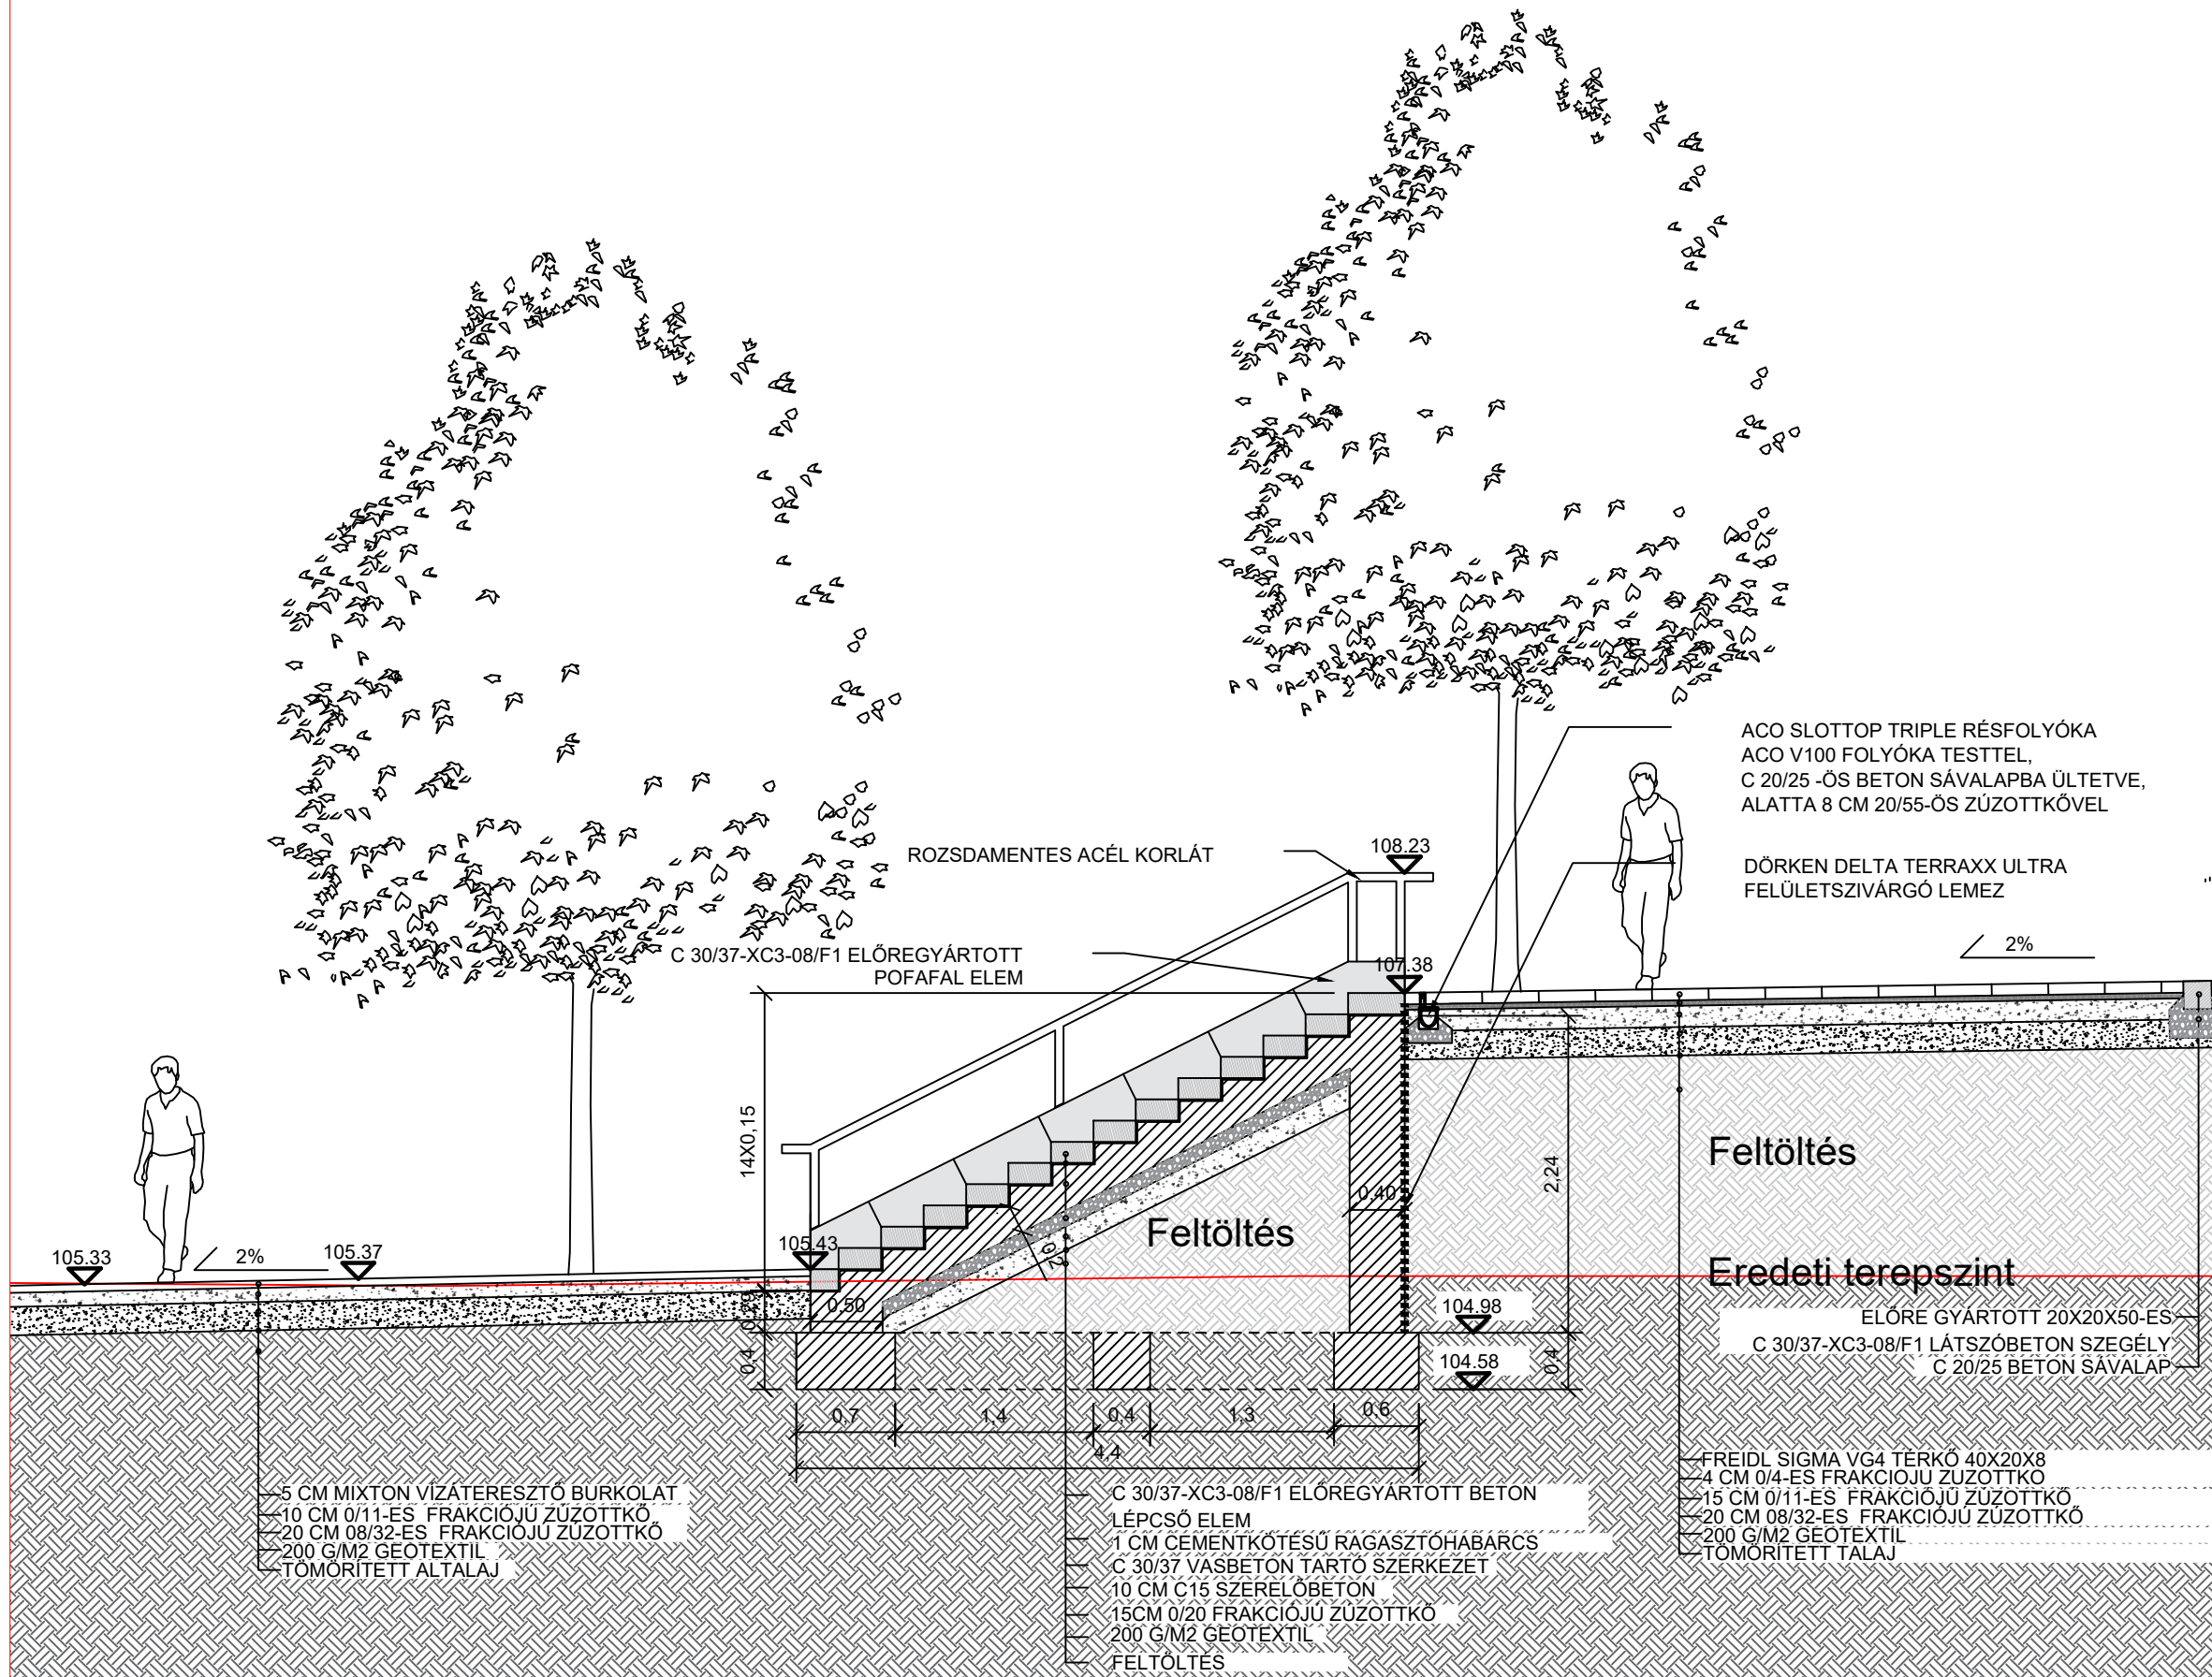 ACO SLOTTOP TRIPLE RÉSFOLYÓKA
ACO V100 FOLYÓKA TESTTEL,
C 20/25 -ÖS BETON SÁVALAPBA ÜLTETVE,
ALATTA 8 CM 20/55-ÖS ZÚZOTTKŐVEL
DÖRKEN DELTA TERRAXX ULTRA
FELÜLETSZIVÁRGÓ LEMEZ
ROZSDAMENTES ACÉL KORLÁT
108.23
C 30/37-XC3-08/F1 ELŐREGYÁRTOTT
POFAFAL ELEM
107.38
2%
14X0,15
2,24
Feltöltés
0,40
Feltöltés
0,2
105.33
2%
105.37
105.43
Eredeti terepszint
0,50
104.98
104.58
0,4
0,4
ELŐRE GYÁRTOTT 20X20X50-ES
C 30/37-XC3-08/F1 LÁTSZÓBETON SZEGÉLY
C 20/25 BETON SÁVALAP
0,7
1,4
0,4
1,3
0,6
4,4
5 CM MIXTON VÍZÁTERESZTŐ BURKOLAT
10 CM 0/11-ES FRAKCIÓJÚ ZÚZOTTKŐ
20 CM 08/32-ES FRAKCIÓJÚ ZÚZOTTKŐ
200 G/M2 GEOTEXTIL
TÖMÖRÍTETT ALTALAJ
C 30/37-XC3-08/F1 ELŐREGYÁRTOTT BETON
LÉPCSŐ ELEM
1 CM CEMENTKÖTÉSŰ RAGASZTÓHABARCS
C 30/37 VASBETON TARTÓ SZERKEZET
10 CM C15 SZERELŐBETON
15CM 0/20 FRAKCIÓJÚ ZÚZOTTKŐ
200 G/M2 GEOTEXTIL
FELTÖLTÉS
FREIDL SIGMA VG4 TÉRKŐ 40X20X8
4 CM 0/4-ES FRAKCIÓJÚ ZÚZOTTKŐ
15 CM 0/11-ES FRAKCIÓJÚ ZÚZOTTKŐ
20 CM 08/32-ES FRAKCIÓJÚ ZÚZOTTKŐ
200 G/M2 GEOTEXTIL
TÖMÖRÍTETT TALAJ